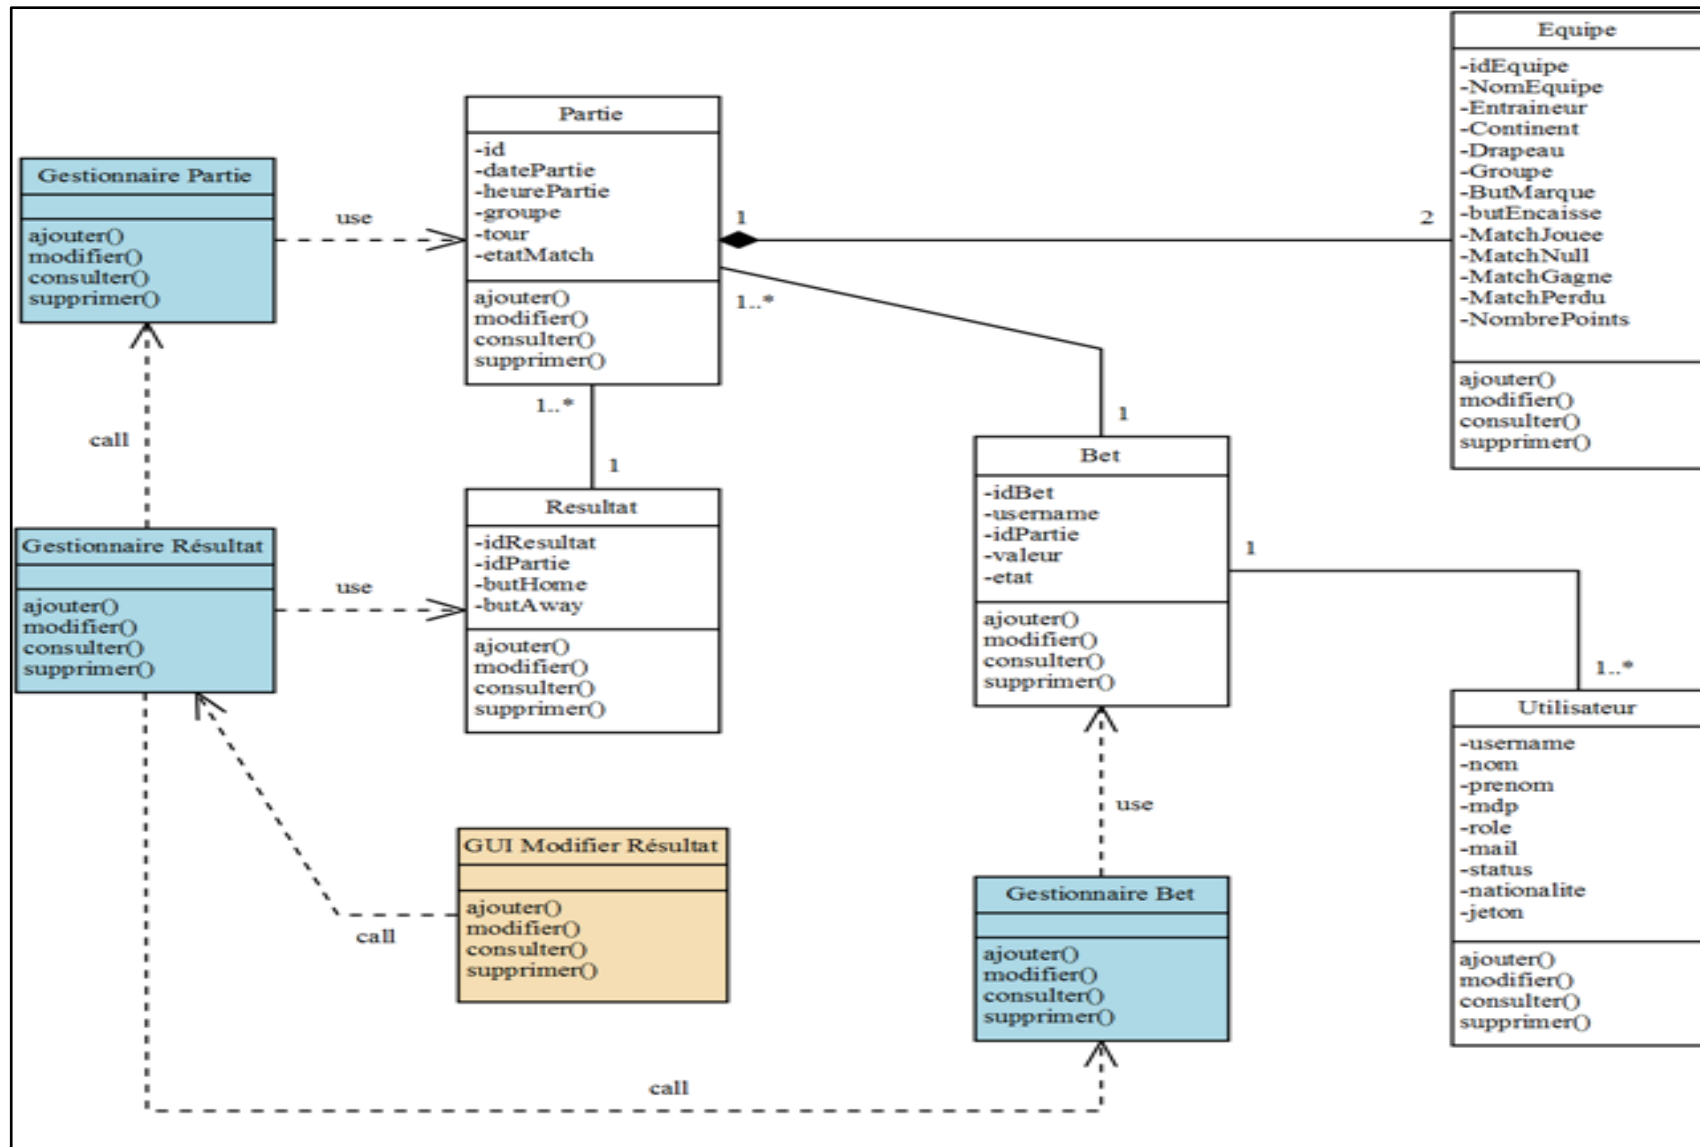 Equipe
-idEquipe
-NomEquipe
-Entraineur
-Continent
-Drapeau
-Groupe
-ButMarque
-butEncaisse
-MatchJouee
-MatchNull
-MatchGagne
-MatchPerdu
-NombrePoints
ajouter()
modifier()
consulter()
supprimer()
Partie
-id
-datePartie
-heurePartie
-groupe
-tour
-etatMatch
ajouter()
modifier()
consulter()
supprimer()
Gestionnaire Partie
ajouter()
modifier()
consulter()
supprimer()
use
1
2
1..*
1
1..*
1
call
Bet
-idBet
-username
-idPartie
-valeur
-etat
ajouter()
modifier()
consulter()
supprimer()
Resultat
-idResultat
-idPartie
-butHome
-butAway
ajouter()
modifier()
consulter()
supprimer()
Gestionnaire Résultat
ajouter()
modifier()
consulter()
supprimer()
use
1
1..*
Utilisateur
-username
-nom
-prenom
-mdp
-role
-mail
-status
-nationalite
-jeton
ajouter()
modifier()
consulter()
supprimer()
use
GUI Modifier Résultat
ajouter()
modifier()
consulter()
supprimer()
call
Gestionnaire Bet
ajouter()
modifier()
consulter()
supprimer()
call